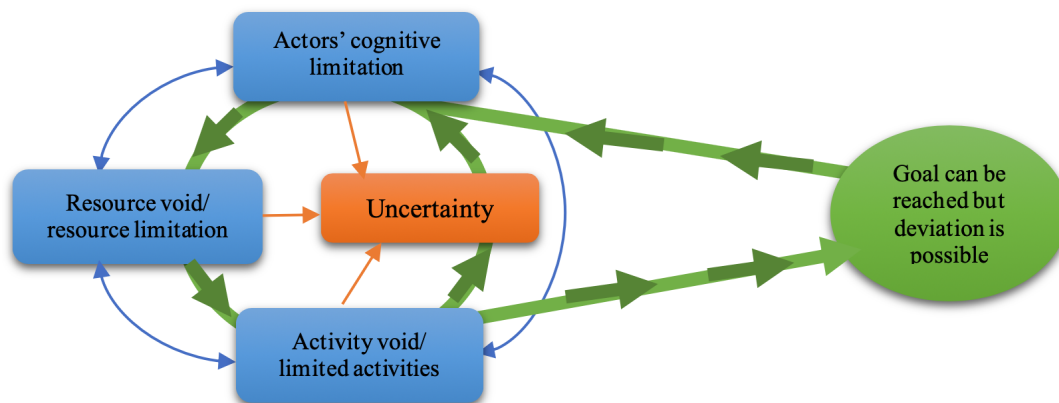 Actors’ cognitive
limitation
Resource void/
resource limitation
Uncertainty
Goal can be
reached but
deviation is
possible
Activity void/
limited activities